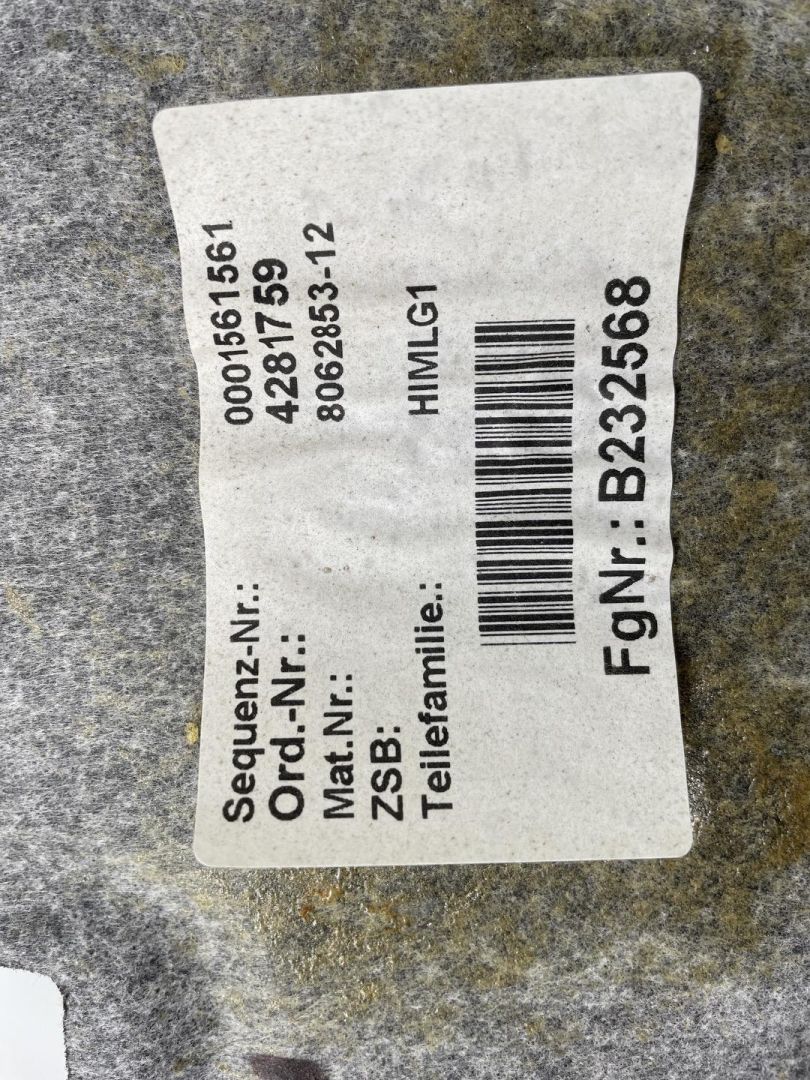 Sequenz-Nr.: 0001561561
Ord.-Nr.: 4281759
Mat.Nr.: 8062853-12
ZSB:
Teilefamilie.: HIMLG1
FgNr.: B232568